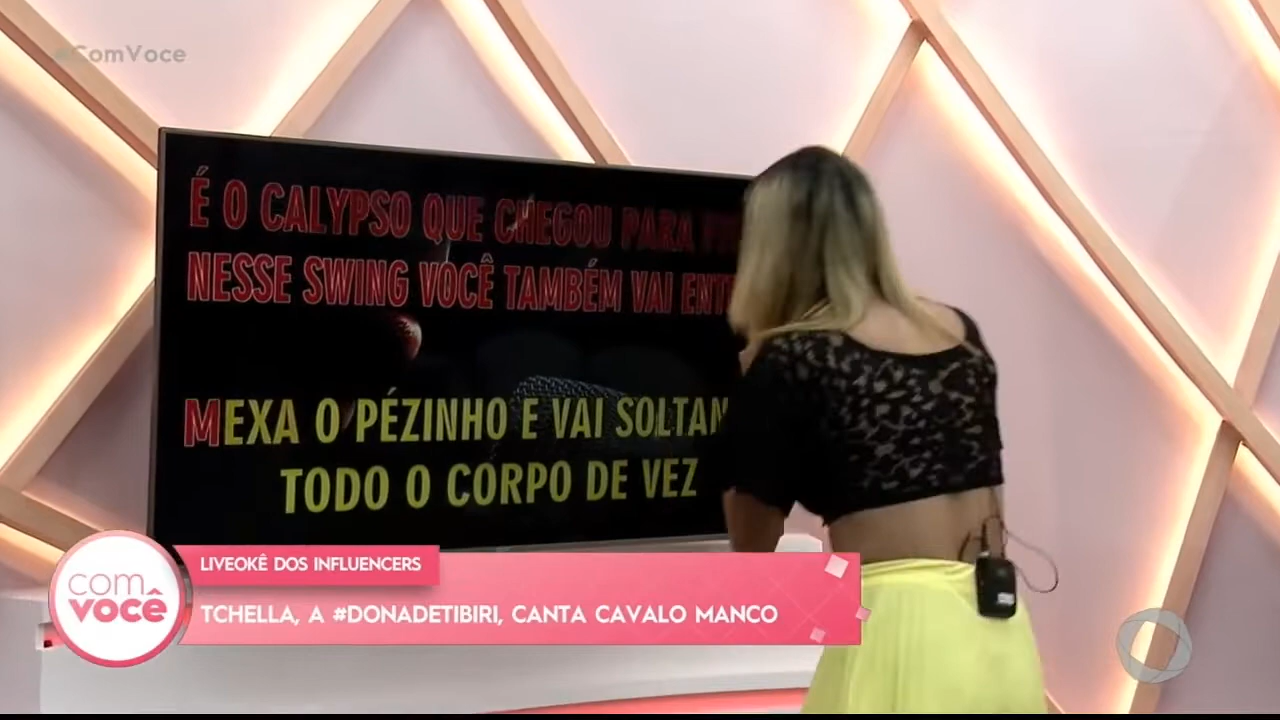 #ComVoce
É O CALYPSO QUE CHEGOU PARA
NESSE SWING VOCÊ TAMBÉM VAI
MEXA O PÉZINHO E VAI
TODO O CORPO DE VEZ
LIVEOKÊ DOS INFLUENCERS
com você
TCHELLA, A #DONADETIBIRI, CANTA CAVALO MANCO